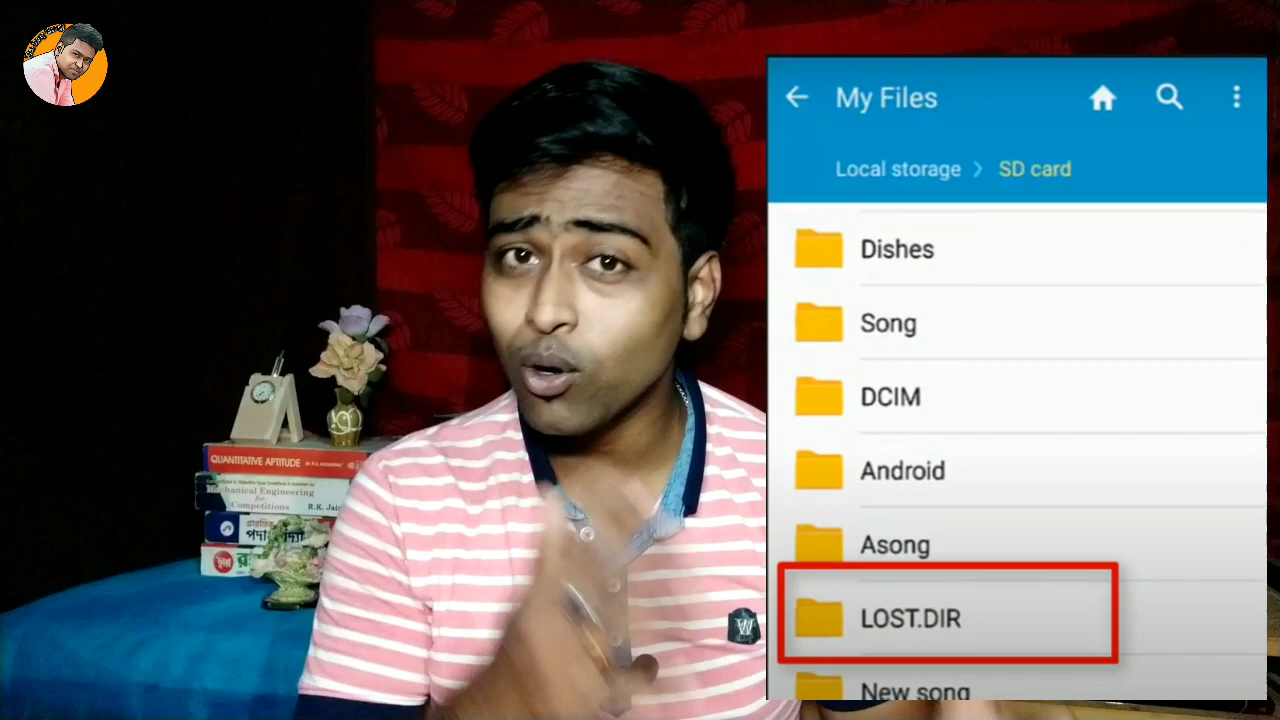 My Files
Local storage > SD card
Dishes
Song
DCIM
Android
Asong
LOST.DIR
New song
QUANTITATIVE APTITUDE
Mechanical Engineering
for
Competitions R.K. Jain
W